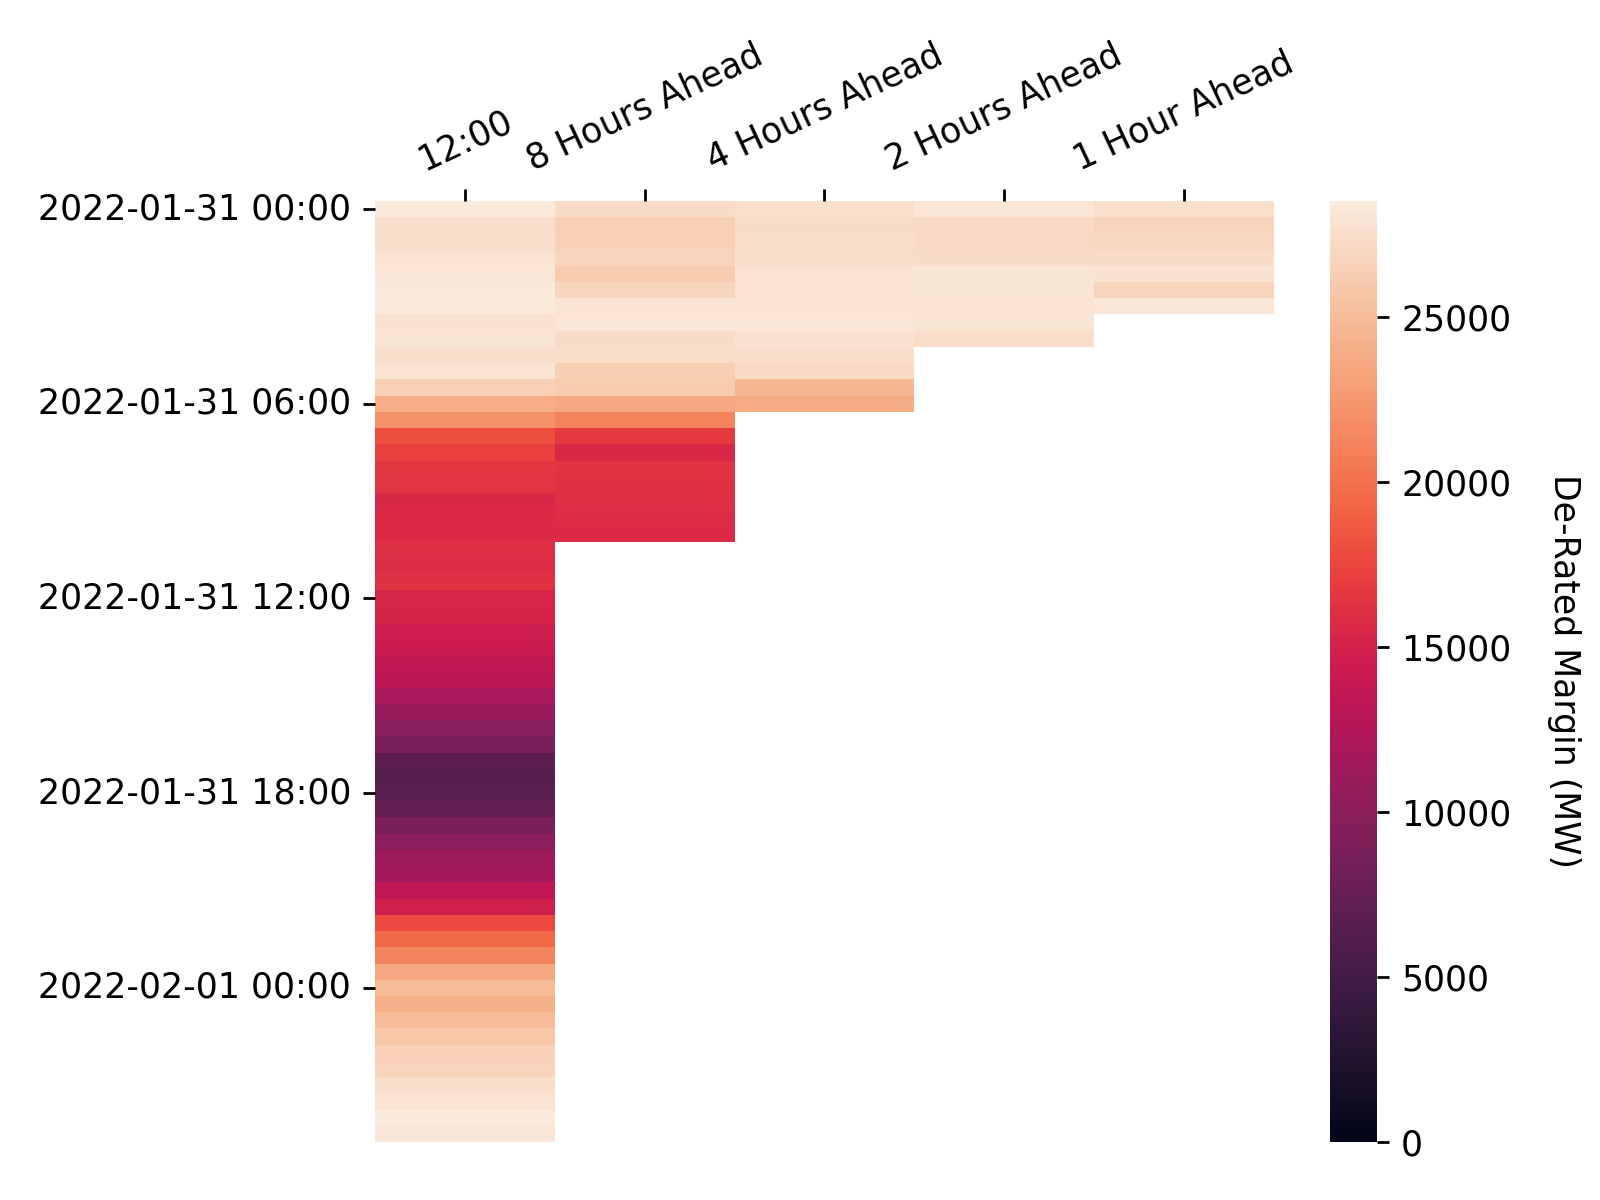 12:00
8 Hours Ahead
4 Hours Ahead
2 Hours Ahead
1 Hour Ahead
2022-01-31 00:00
2022-01-31 06:00
2022-01-31 12:00
2022-01-31 18:00
2022-02-01 00:00
25000
20000
15000
10000
5000
0
De-Rated Margin (MW)